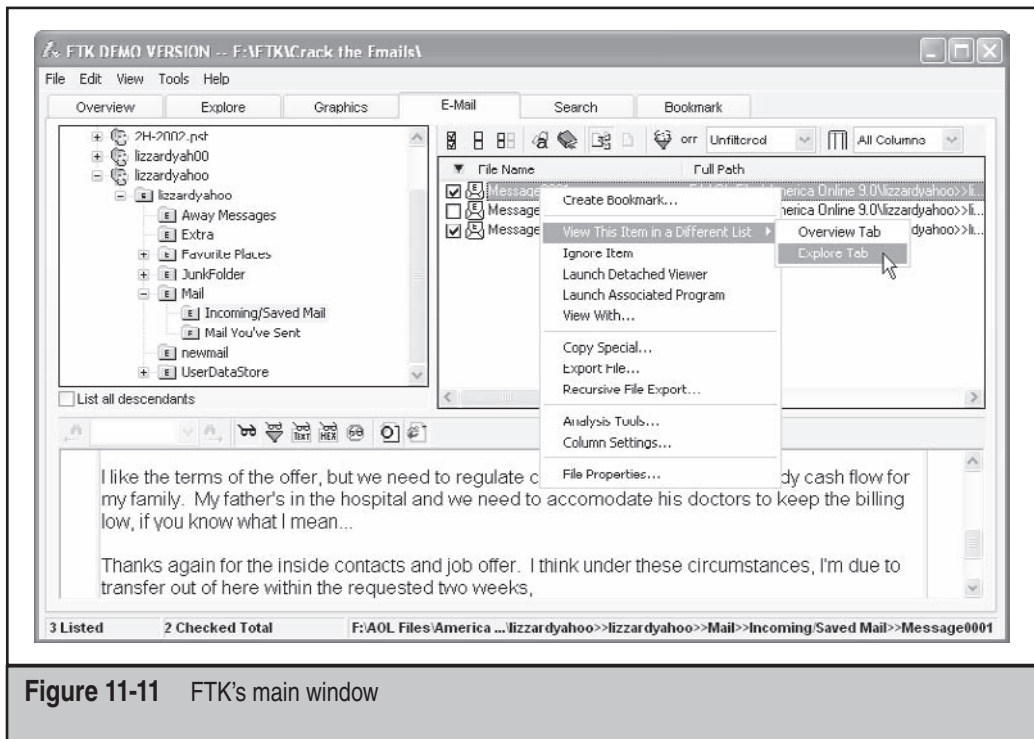 FTK DEMO VERSION -- F:\FTK\Crack the Emails\
File Edit View Tools Help
Overview Explore Graphics E-Mail Search Bookmark
2H-2002.pst
lizzardyah00
lizzardyahoo
lizzardyahoo
Away Messages
Extra
Favorite Places
JunkFolder
Mail
Incoming/Saved Mail
Mail You've Sent
newmail
UserDataStore
List all descendants
OFF Unfiltered All Columns
File Name Full Path
Message
merica Online 9.0\lizzardyahoo>>li...
Message
nerica Online 9.0\lizzardyahoo>>li...
Message
dyahoo>>li...
Create Bookmark...
View This Item in a Different List
Ignore Item
Launch Detached Viewer
Launch Associated Program
View With...
Copy Special...
Export File...
Recursive File Export...
Analysis Tools...
Column Settings...
File Properties...
Overview Tab
Explore Tab
TEXT HEX
I like the terms of the offer, but we need to regulate c dy cash flow for
my family. My father's in the hospital and we need to accomodate his doctors to keep the billing
low, if you know what I mean...
Thanks again for the inside contacts and job offer. I think under these circumstances, I'm due to
transfer out of here within the requested two weeks,
3 Listed 2 Checked Total F:\AOL Files\America ...\lizzardyahoo>>lizzardyahoo>>Mail>>Incoming/Saved Mail>>Message0001
Figure 11-11 FTK's main window